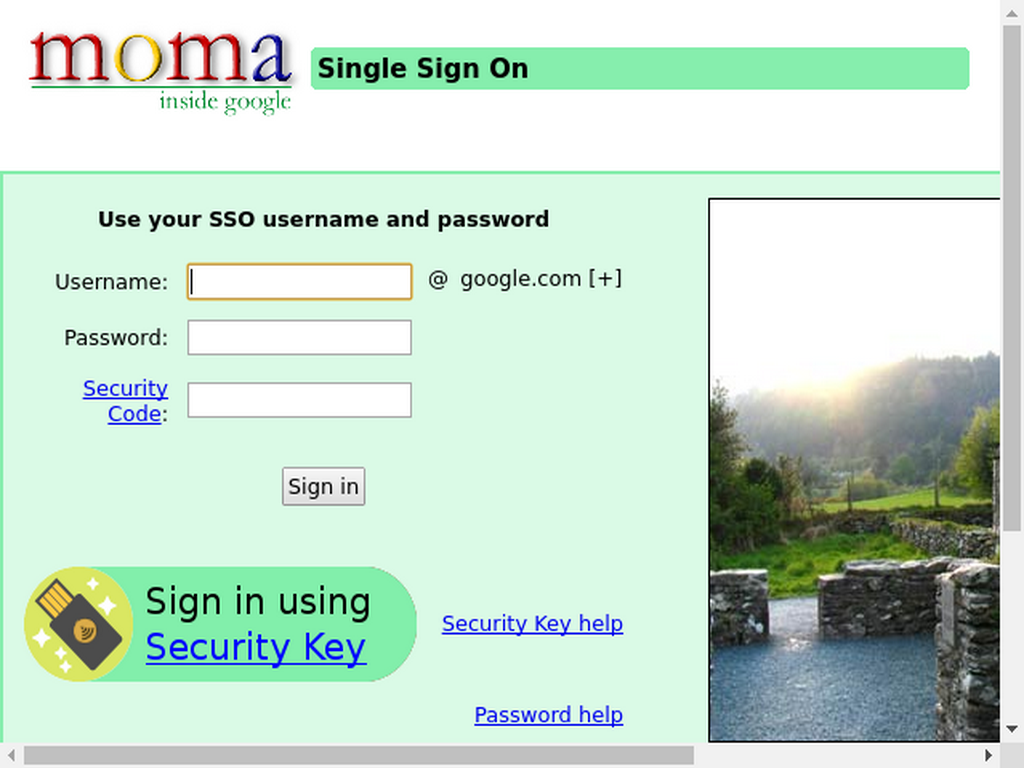 moma
inside google
Single Sign On
Use your SSO username and password
Username:
@ google.com [+]
Password:
Security
Code:
Sign in
Sign in using
Security Key
Security Key help
Password help